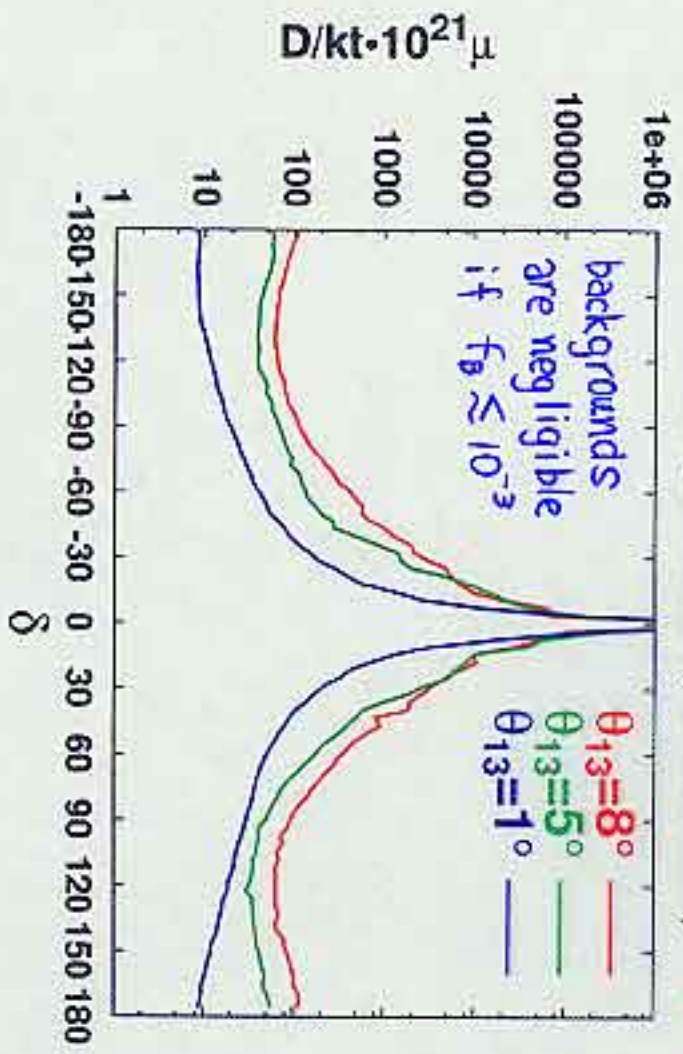 D/kt·10²¹μ
1e+06
100000
10000
1000
100
10
1
backgrounds
are negligible
if f_B ≲ 10⁻³
θ₁₃=8°
θ₁₃=5°
θ₁₃=1°
-180 -150 -120 -90 -60 -30 0 30 60 90 120 150 180
δ